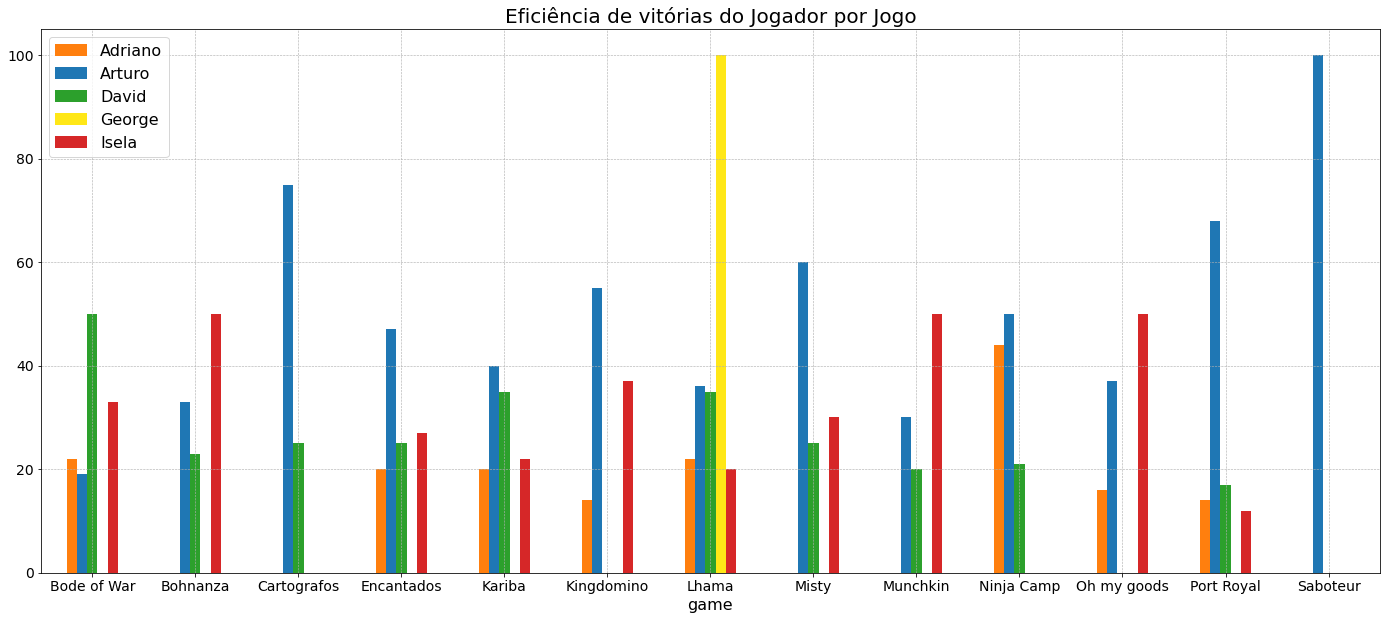 Eficiência de vitórias do Jogador por Jogo
Adriano
Arturo
David
George
Isela
100
80
60
40
20
0
Bode of War Bohnanza Cartografos Encantados Kariba Kingdomino Lhama Misty Munchkin Ninja Camp Oh my goods Port Royal Saboteur
game